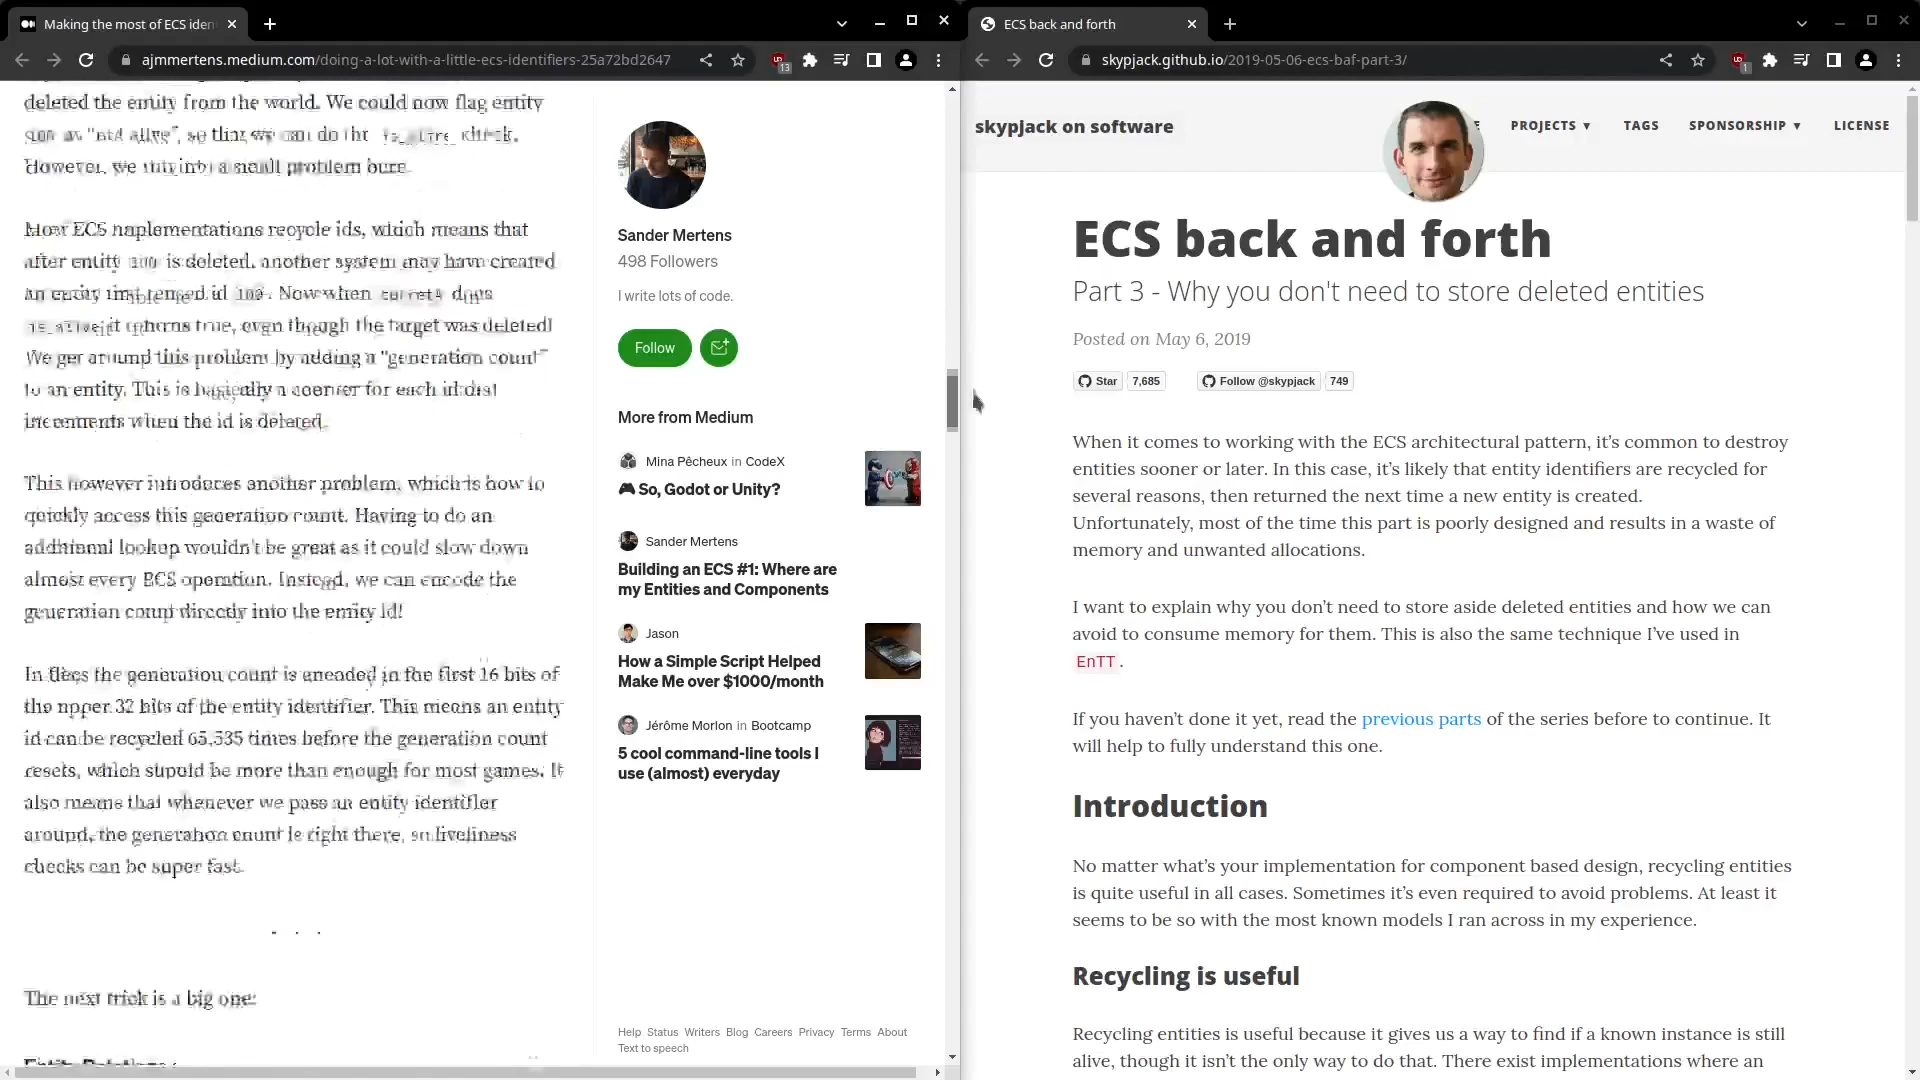 Making the most of ECS iden
ajmmertens.medium.com/doing-a-lot-with-a-little-ecs-identifiers-25a72bd2647
13
deleted the entity from the world. We could now flag entity
check.
However, we a small problem
ECS implementations recycle ids, which means that
after entity 100 is deleted, another system may have created
an entity 100. Now when does
it returns true, even though the target was deleted!
We get around this problem by adding a "generation count"
to an entity. This is basically a counter for each id that
increments when the id is deleted.
This however introduces another problem, which is how to
quickly access this generation count. Having to do an
additional lookup wouldn't be great as it could slow down
almost every ECS operation. Instead, we can encode the
generation count directly into the entity id!
In the generation count is encoded in the first 16 bits of
the upper 32 bits of the entity identifier. This means an entity
id can be recycled 65,535 times before the generation count
resets, which should be more than enough for most games. It
also means that whenever we pass an entity identifier
around, the generation count is right there, so liveliness
checks can be super fast.
. . .
The next trick is a big one:
Sander Mertens
498 Followers
I write lots of code.
Follow
More from Medium
Mina Pêcheux in CodeX
🎮 So, Godot or Unity?
Sander Mertens
Building an ECS #1: Where are
my Entities and Components
Jason
How a Simple Script Helped
Make Me over $1000/month
Jérôme Morlon in Bootcamp
5 cool command-line tools I
use (almost) everyday
Help Status Writers Blog Careers Privacy Terms About
Text to speech
ECS back and forth
skypjack.github.io/2019-05-06-ecs-baf-part-3/
1
skypjack on software
PROJECTS ▼ TAGS SPONSORSHIP ▼ LICENSE
ECS back and forth
Part 3 - Why you don't need to store deleted entities
Posted on May 6, 2019
Star 7,685 Follow @skypjack 749
When it comes to working with the ECS architectural pattern, it's common to destroy
entities sooner or later. In this case, it's likely that entity identifiers are recycled for
several reasons, then returned the next time a new entity is created.
Unfortunately, most of the time this part is poorly designed and results in a waste of
memory and unwanted allocations.
I want to explain why you don't need to store aside deleted entities and how we can
avoid to consume memory for them. This is also the same technique I've used in
EnTT.
If you haven't done it yet, read the previous parts of the series before to continue. It
will help to fully understand this one.
Introduction
No matter what's your implementation for component based design, recycling entities
is quite useful in all cases. Sometimes it's even required to avoid problems. At least it
seems to be so with the most known models I ran across in my experience.
Recycling is useful
Recycling entities is useful because it gives us a way to find if a known instance is still
alive, though it isn't the only way to do that. There exist implementations where an